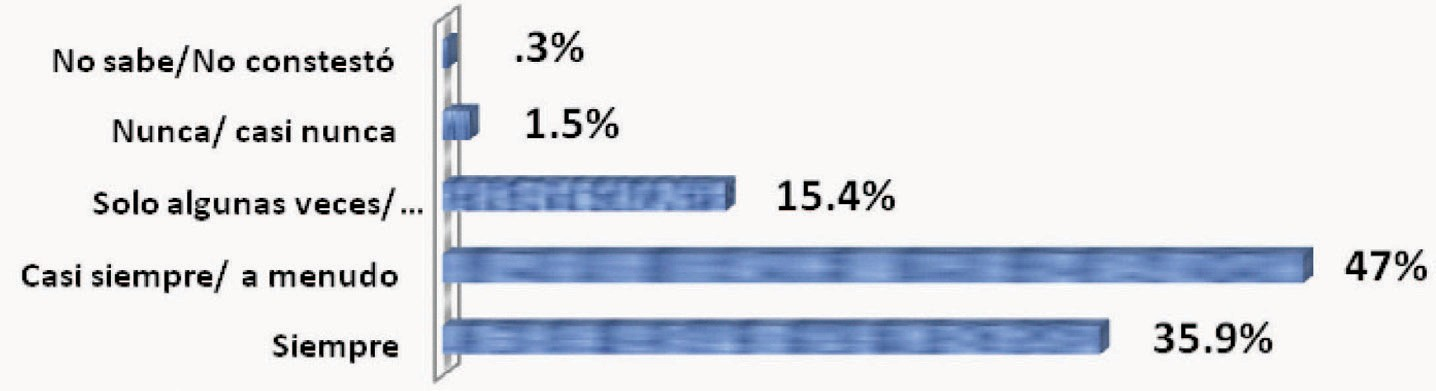 No sabe/No constestó .3%
Nunca/ casi nunca 1.5%
Solo algunas veces/... 15.4%
Casi siempre/ a menudo 47%
Siempre 35.9%